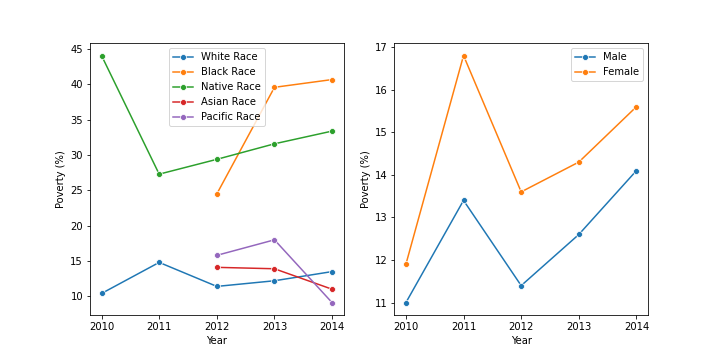 45
40
35
30
25
20
15
10
Poverty (%)
2010 2011 2012 2013 2014
Year
White Race
Black Race
Native Race
Asian Race
Pacific Race
17
16
15
14
13
12
11
Poverty (%)
2010 2011 2012 2013 2014
Year
Male
Female